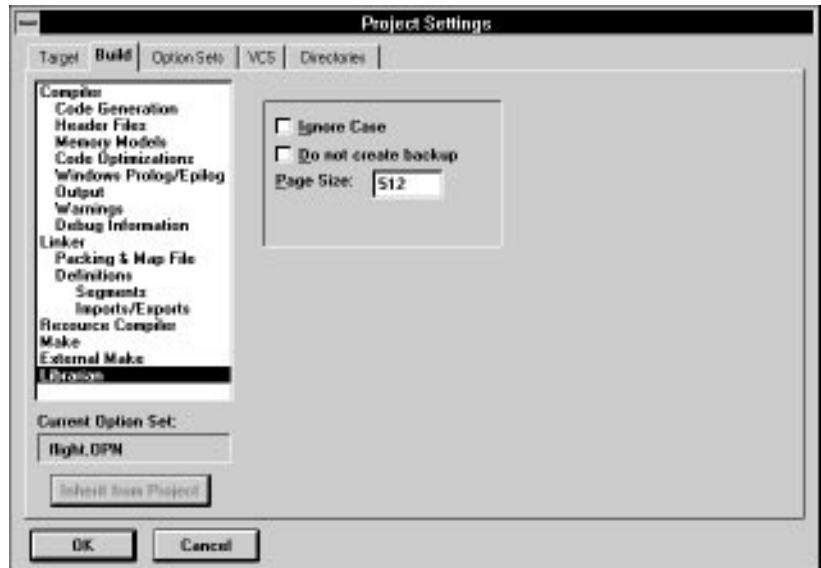 Project Settings
Target Build Option Sets VCS Directories
Compiler
Code Generation
Header Files
Memory Models
Code Optimizations
Windows Prolog/Epilog
Output
Warnings
Debug Information
Linker
Packing & Map File
Definitions
Segments
Imports/Exports
Resource Compiler
Make
External Make
Librarian
Ignore Case
Do not create backup
Page Size: 512
Current Option Set:
flight.OPN
Inherit from Project
OK Cancel